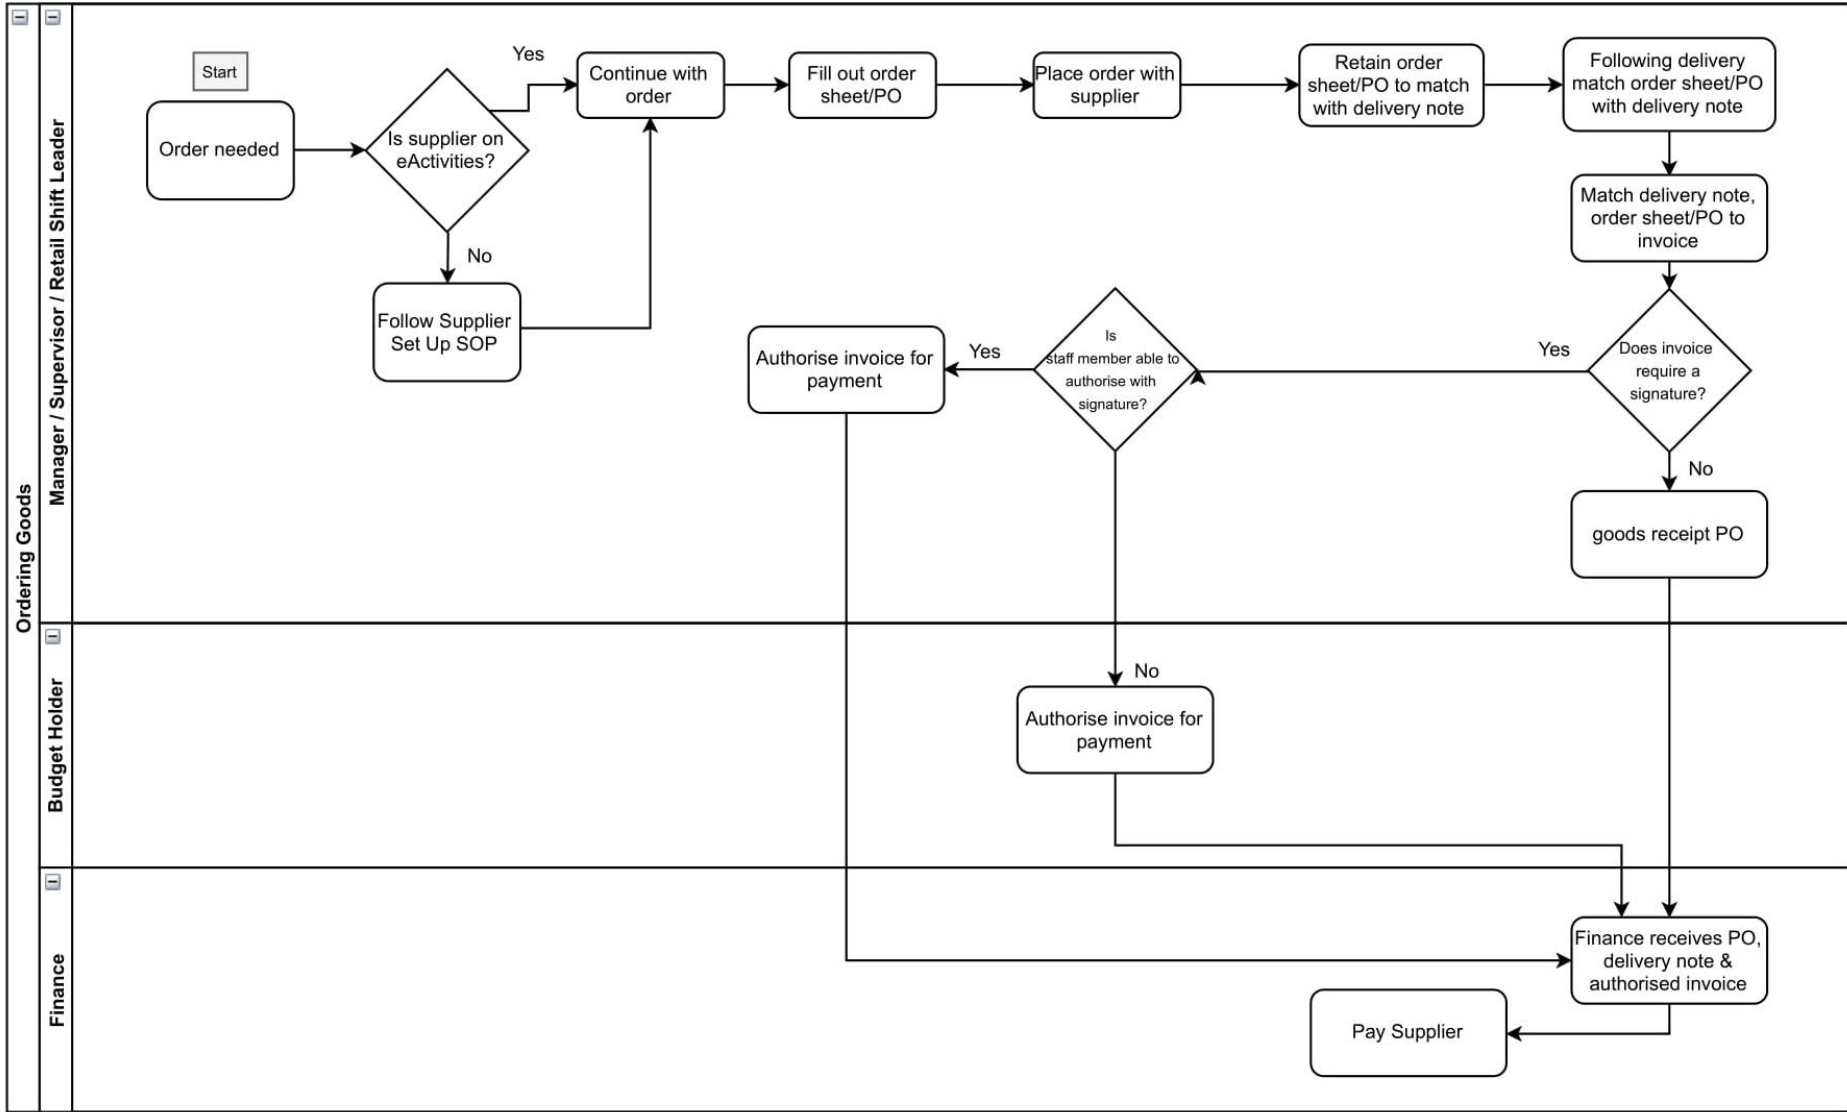 Ordering Goods
Manager / Supervisor / Retail Shift Leader
Start
Order needed
Is supplier on
eActivities?
Yes
No
Follow Supplier
Set Up SOP
Continue with
order
Fill out order
sheet/PO
Place order with
supplier
Retain order
sheet/PO to match
with delivery note
Following delivery
match order sheet/PO
with delivery note
Match delivery note,
order sheet/PO to
invoice
Does invoice
require a
signature?
Yes
No
goods receipt PO
Is
staff member able to
authorise with
signature?
Yes
Authorise invoice for
payment
Budget Holder
No
Authorise invoice for
payment
Finance
Finance receives PO,
delivery note &
authorised invoice
Pay Supplier